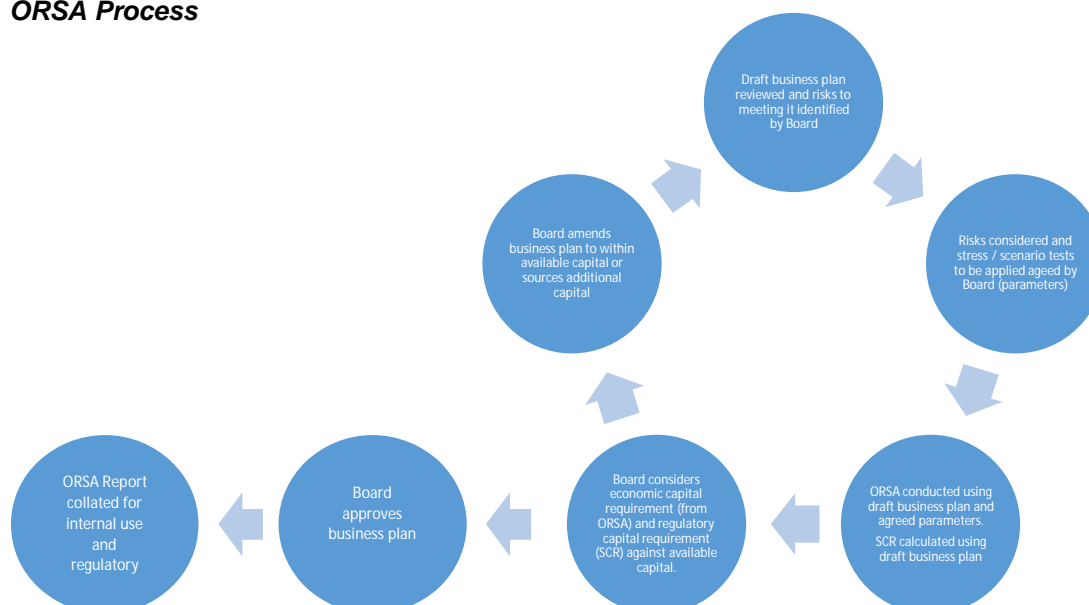 ORSA Process
Draft business plan
reviewed and risks to
meeting it identified
by Board
Risks considered and
stress / scenario tests
to be applied ageed by
Board (parameters)
ORSA conducted using
draft business plan and
agreed parameters.
SCR calculated using
draft business plan
Board considers
economic capital
requirement (from
ORSA) and regulatory
capital requirement
(SCR) against available
capital.
Board amends
business plan to within
available capital or
sources additional
capital
Board
approves
business plan
ORSA Report
collated for
internal use
and
regulatory